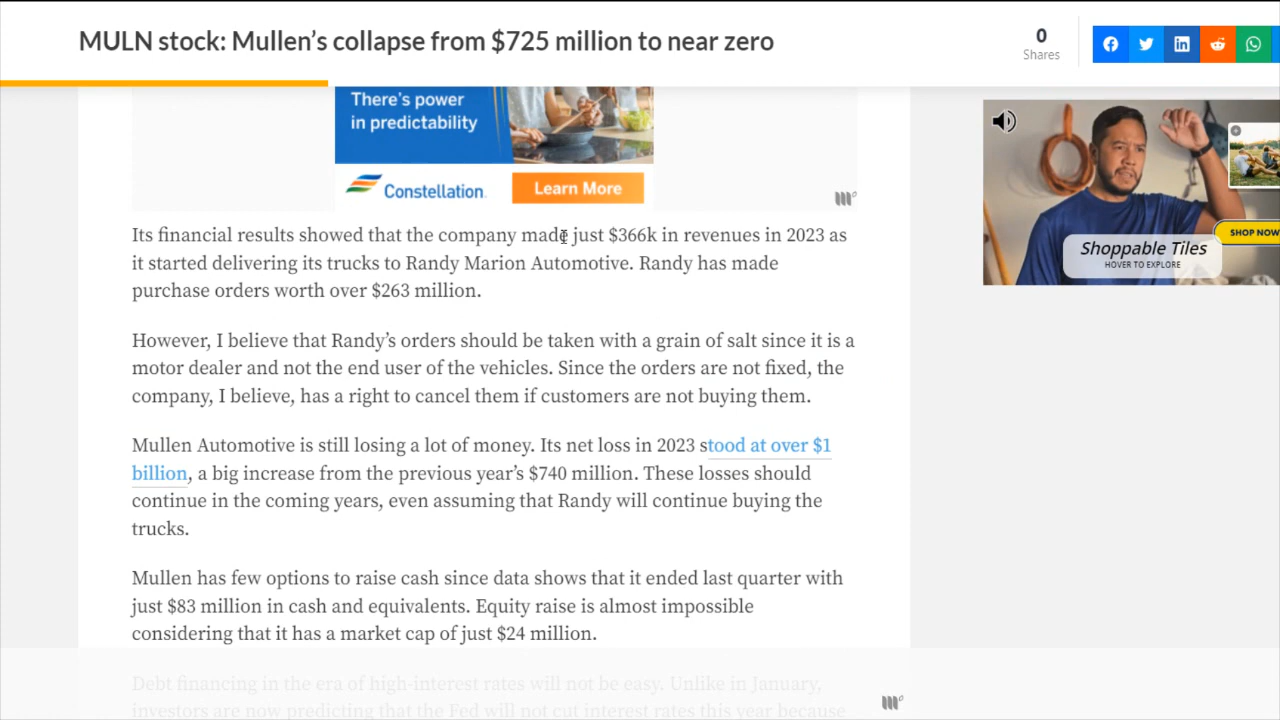 MULN stock: Mullen’s collapse from $725 million to near zero
0
Shares
There's power
in predictability
Constellation.
Learn More
Its financial results showed that the company made just $366k in revenues in 2023 as
it started delivering its trucks to Randy Marion Automotive. Randy has made
purchase orders worth over $263 million.
However, I believe that Randy’s orders should be taken with a grain of salt since it is a
motor dealer and not the end user of the vehicles. Since the orders are not fixed, the
company, I believe, has a right to cancel them if customers are not buying them.
Mullen Automotive is still losing a lot of money. Its net loss in 2023 stood at over $1
billion, a big increase from the previous year’s $740 million. These losses should
continue in the coming years, even assuming that Randy will continue buying the
trucks.
Mullen has few options to raise cash since data shows that it ended last quarter with
just $83 million in cash and equivalents. Equity raise is almost impossible
considering that it has a market cap of just $24 million.
Debt financing in the era of high-interest rates will not be easy. Unlike in January,
investors are now predicting that the Fed will not cut interest rates this year because
SHOP NOW
Shoppable Tiles
HOVER TO EXPLORE